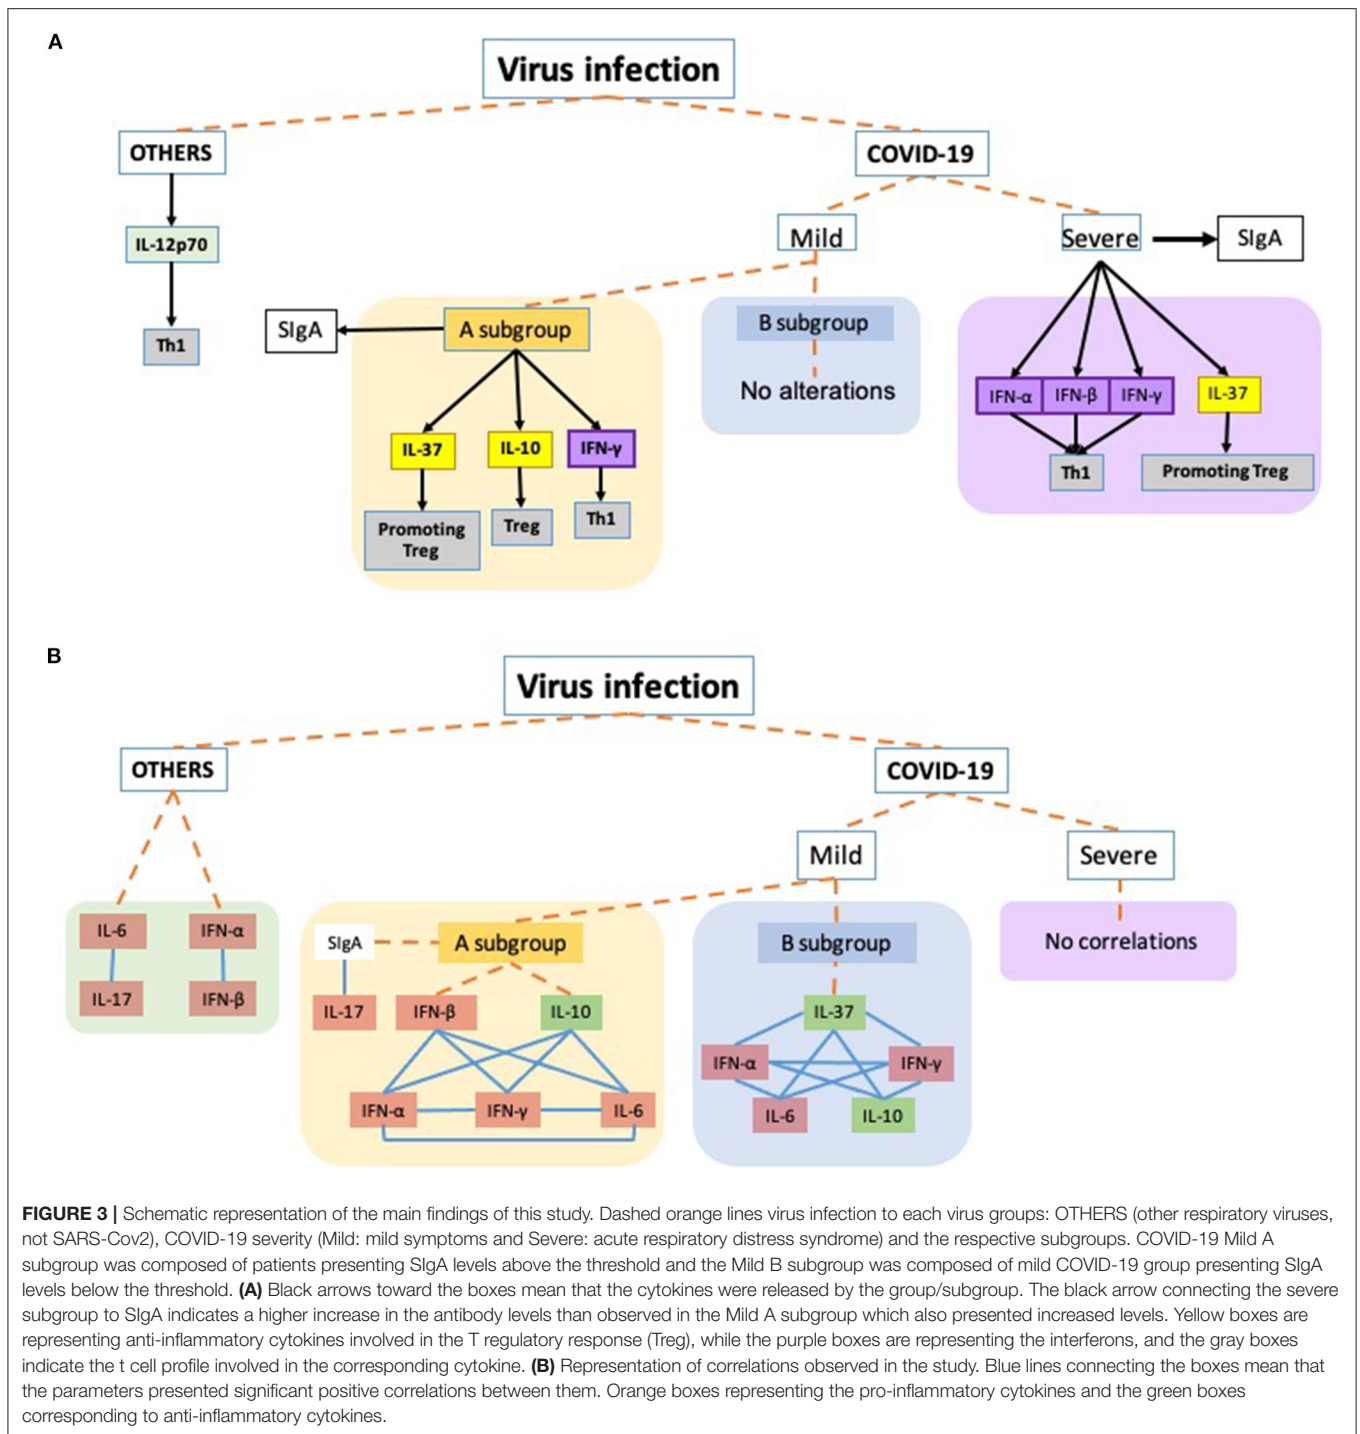 A
Virus infection
OTHERS
COVID-19
IL-12p70
Mild
Severe
SIgA
Th1
SIgA
A subgroup
B subgroup
No alterations
IFN-α
IFN-β
IFN-γ
IL-37
IL-37
IL-10
IFN-γ
Th1
Promoting Treg
Promoting
Treg
Treg
Th1
B
Virus infection
OTHERS
COVID-19
Mild
Severe
IL-6
IFN-α
SIgA
A subgroup
B subgroup
No correlations
IL-17
IFN-β
IL-17
IFN-β
IL-10
IL-37
IFN-α
IFN-γ
IFN-α
IFN-γ
IL-6
IL-6
IL-10
FIGURE 3 | Schematic representation of the main findings of this study. Dashed orange lines virus infection to each virus groups: OTHERS (other respiratory viruses,
not SARS-Cov2), COVID-19 severity (Mild: mild symptoms and Severe: acute respiratory distress syndrome) and the respective subgroups. COVID-19 Mild A
subgroup was composed of patients presenting SIgA levels above the threshold and the Mild B subgroup was composed of mild COVID-19 group presenting SIgA
levels below the threshold. (A) Black arrows toward the boxes mean that the cytokines were released by the group/subgroup. The black arrow connecting the severe
subgroup to SIgA indicates a higher increase in the antibody levels than observed in the Mild A subgroup which also presented increased levels. Yellow boxes are
representing anti-inflammatory cytokines involved in the T regulatory response (Treg), while the purple boxes are representing the interferons, and the gray boxes
indicate the t cell profile involved in the corresponding cytokine. (B) Representation of correlations observed in the study. Blue lines connecting the boxes mean that
the parameters presented significant positive correlations between them. Orange boxes representing the pro-inflammatory cytokines and the green boxes
corresponding to anti-inflammatory cytokines.